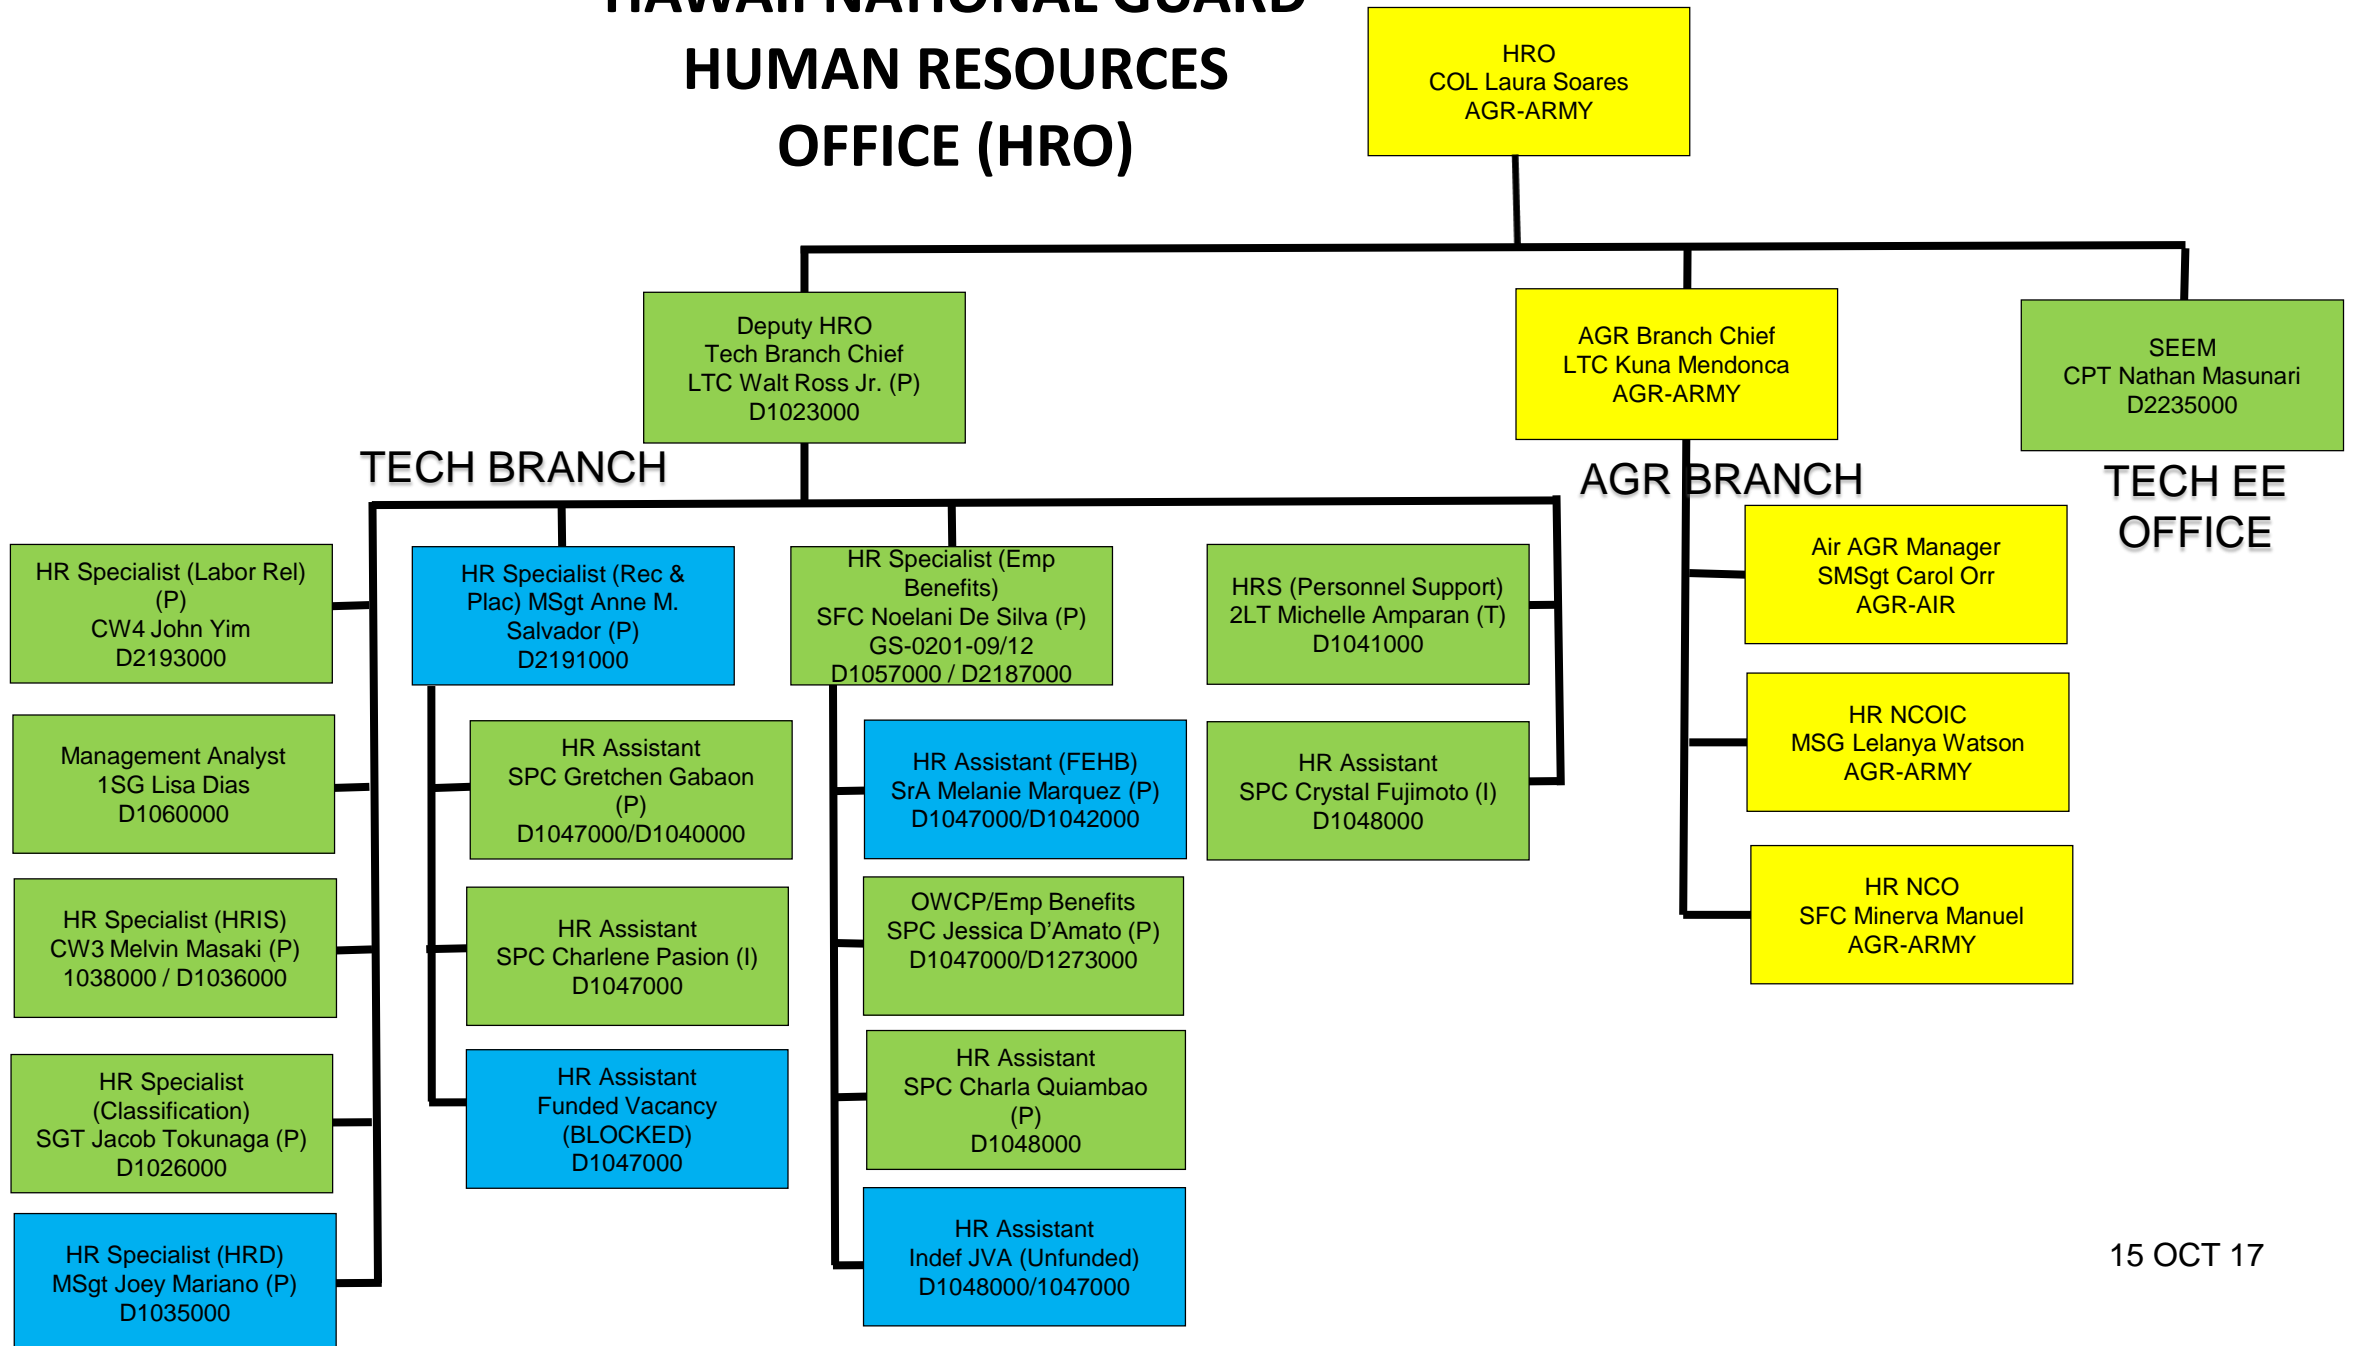 HAWAII NATIONAL GUARD
HUMAN RESOURCES
OFFICE (HRO)
HRO
COL Laura Soares
AGR-ARMY
Deputy HRO
Tech Branch Chief
LTC Walt Ross Jr. (P)
D1023000
AGR Branch Chief
LTC Kuna Mendonca
AGR-ARMY
SEEM
CPT Nathan Masunari
D2235000
TECH BRANCH
AGR BRANCH
TECH EE
OFFICE
HR Specialist (Labor Rel)
(P)
CW4 John Yim
D2193000
Management Analyst
1SG Lisa Dias
D1060000
HR Specialist (HRIS)
CW3 Melvin Masaki (P)
1038000 / D1036000
HR Specialist
(Classification)
SGT Jacob Tokunaga (P)
D1026000
HR Specialist (HRD)
MSgt Joey Mariano (P)
D1035000
HR Specialist (Rec &
Plac) MSgt Anne M.
Salvador (P)
D2191000
HR Assistant
SPC Gretchen Gabaon
(P)
D1047000/D1040000
HR Assistant
SPC Charlene Pasion (I)
D1047000
HR Assistant
Funded Vacancy
(BLOCKED)
D1047000
HR Specialist (Emp
Benefits)
SFC Noelani De Silva (P)
GS-0201-09/12
D1057000 / D2187000
HR Assistant (FEHB)
SrA Melanie Marquez (P)
D1047000/D1042000
OWCP/Emp Benefits
SPC Jessica D’Amato (P)
D1047000/D1273000
HR Assistant
SPC Charla Quiambao
(P)
D1048000
HR Assistant
Indef JVA (Unfunded)
D1048000/1047000
HRS (Personnel Support)
2LT Michelle Amparan (T)
D1041000
HR Assistant
SPC Crystal Fujimoto (I)
D1048000
Air AGR Manager
SMSgt Carol Orr
AGR-AIR
HR NCOIC
MSG Lelanya Watson
AGR-ARMY
HR NCO
SFC Minerva Manuel
AGR-ARMY
15 OCT 17